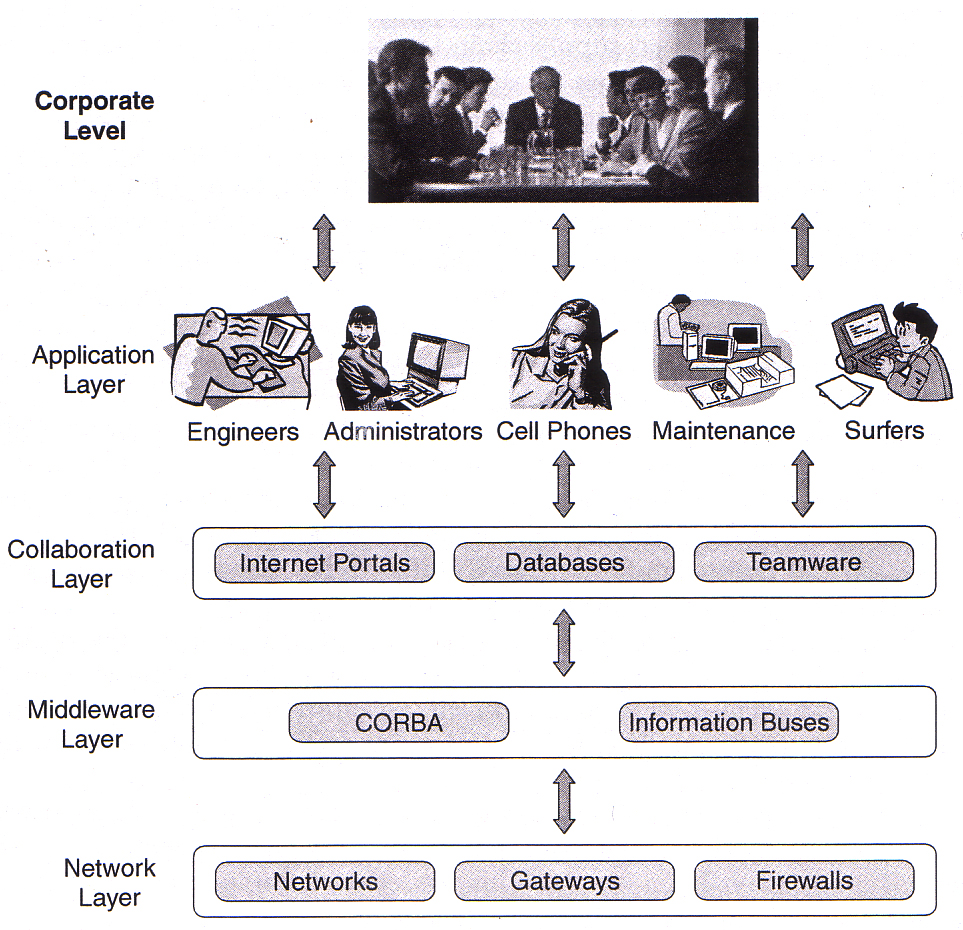 Corporate
Level
Application
Layer
Engineers
Administrators
Cell Phones
Maintenance
Surfers
Collaboration
Layer
Internet Portals
Databases
Teamware
Middleware
Layer
CORBA
Information Buses
Network
Layer
Networks
Gateways
Firewalls